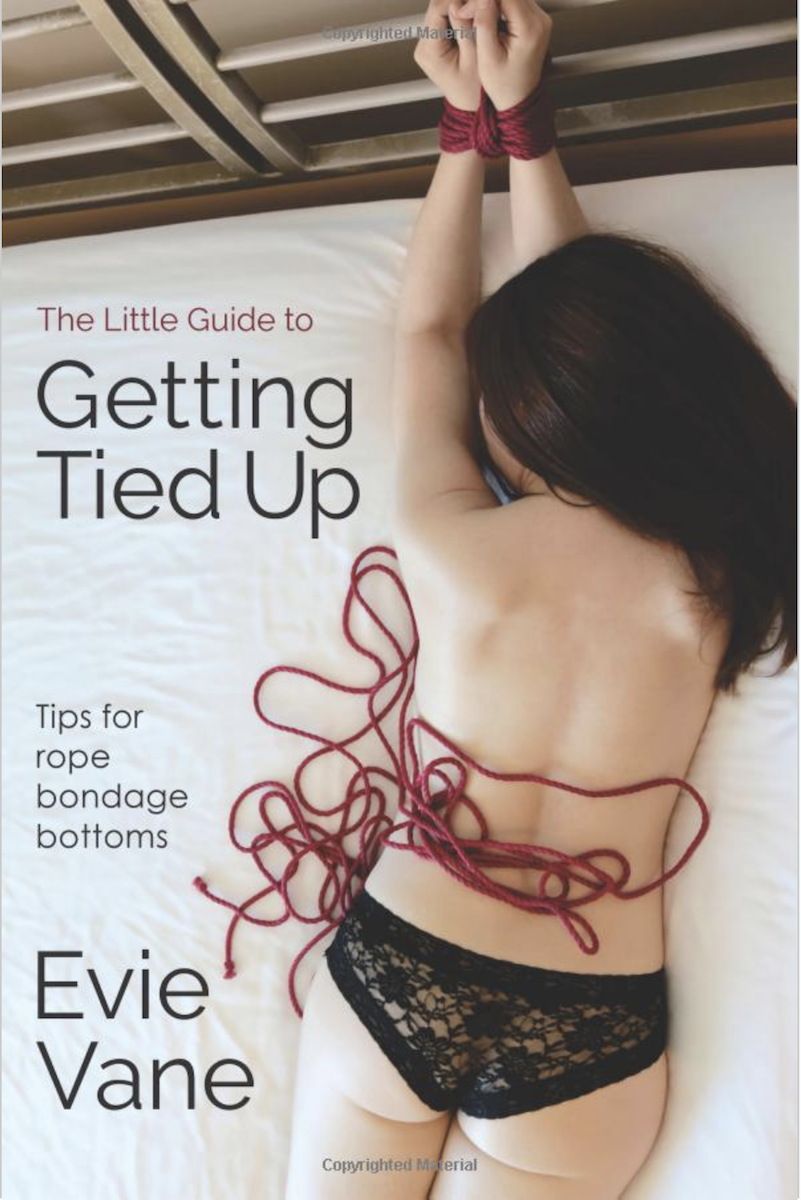 Copyrighted Material
The Little Guide to
Getting
Tied Up
Tips for
rope
bondage
bottoms
Evie
Vane
Copyrighted Material